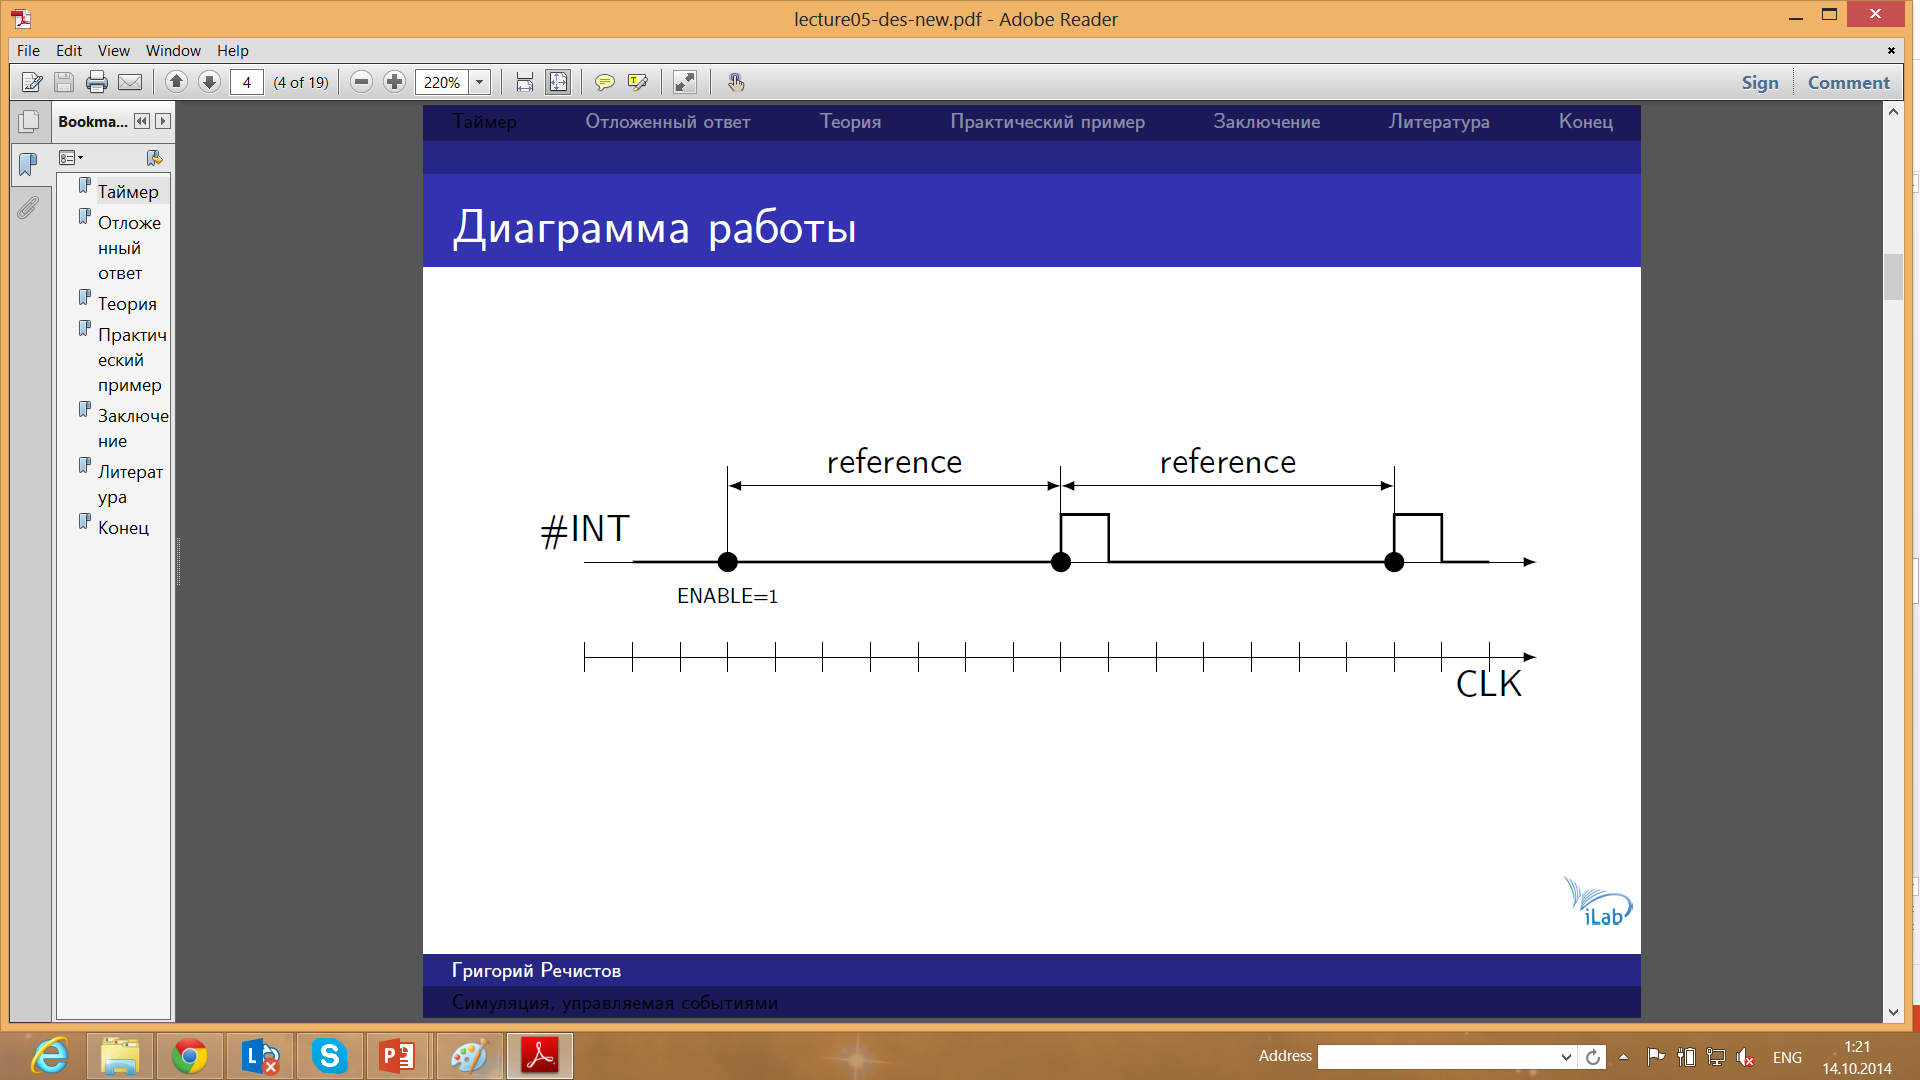 lecture05-des-new.pdf - Adobe Reader
File Edit View Window Help
4 (4 of 19) 220% Sign Comment
Bookma...
Таймер
Отложе
нный
ответ
Теория
Практич
еский
пример
Заключе
ние
Литерат
ура
Конец
Таймер Отложенный ответ Теория Практический пример Заключение Литература Конец
Диаграмма работы
reference reference
#INT
ENABLE=1
CLK
iLab
Григорий Речистов
Симуляция, управляемая событиями
Address
ENG
1:21
14.10.2014